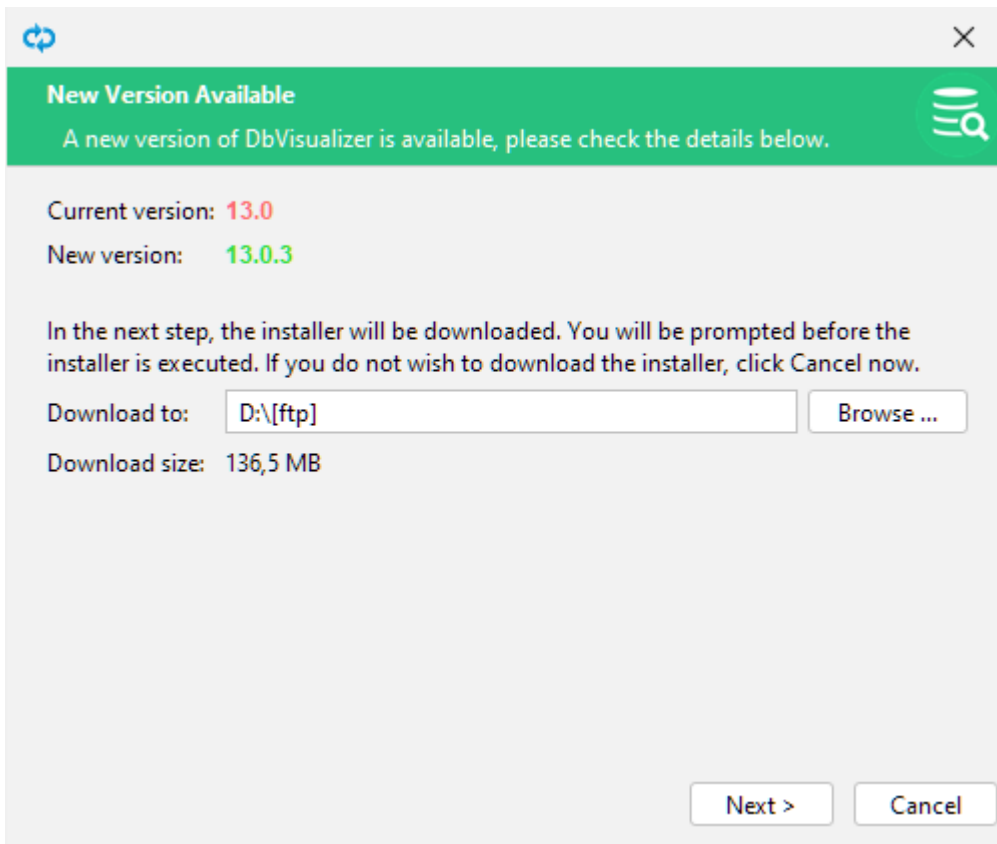 New Version Available
A new version of DbVisualizer is available, please check the details below.
Current version: 13.0
New version: 13.0.3
In the next step, the installer will be downloaded. You will be prompted before the
installer is executed. If you do not wish to download the installer, click Cancel now.
Download to: D:\[ftp] Browse ...
Download size: 136,5 MB
Next > Cancel